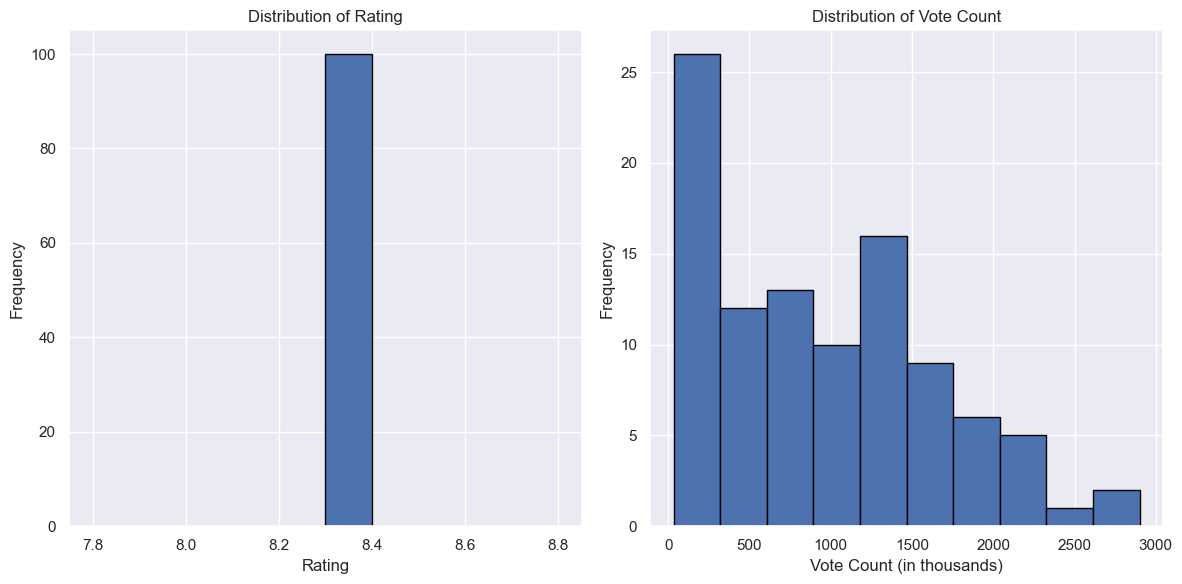 Distribution of Rating
100
80
60
40
20
0
Frequency
7.8 8.0 8.2 8.4 8.6 8.8
Rating
Distribution of Vote Count
25
20
15
10
5
0
Frequency
0 500 1000 1500 2000 2500 3000
Vote Count (in thousands)